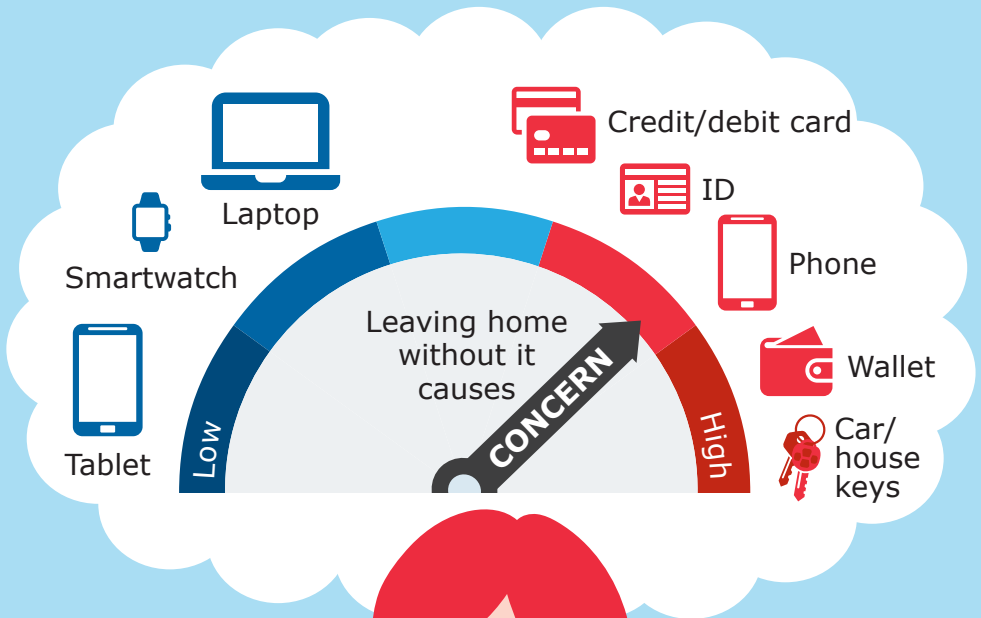 Laptop
Smartwatch
Tablet
Low
Leaving home
without it
causes
CONCERN
High
Credit/debit card
ID
Phone
Wallet
Car/
house
keys